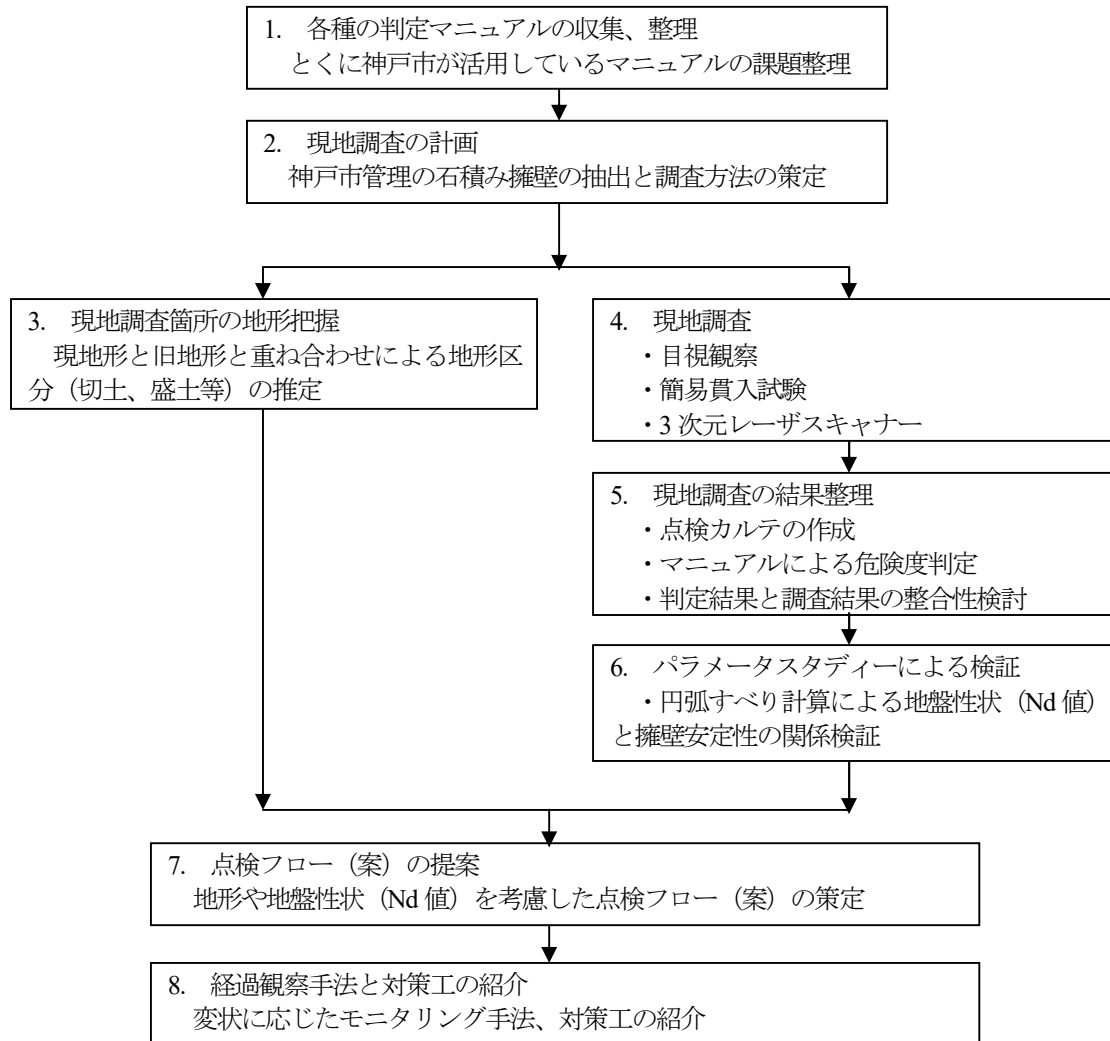 1. 各種の判定マニュアルの収集、整理
とくに神戸市が活用しているマニュアルの課題整理
2. 現地調査の計画
神戸市管理の石積み擁壁の抽出と調査方法の策定
3. 現地調査箇所の地形把握
現地形と旧地形と重ね合わせによる地形区
分（切土、盛土等）の推定
4. 現地調査
・目視観察
・簡易貫入試験
・3 次元レーザスキャナー
5. 現地調査の結果整理
・点検カルテの作成
・マニュアルによる危険度判定
・判定結果と調査結果の整合性検討
6. パラメータスタディーによる検証
・円弧すべり計算による地盤性状（Nd 値）
と擁壁安定性の関係検証
7. 点検フロー（案）の提案
地形や地盤性状（Nd 値）を考慮した点検フロー（案）の策定
8. 経過観察手法と対策工の紹介
変状に応じたモニタリング手法、対策工の紹介